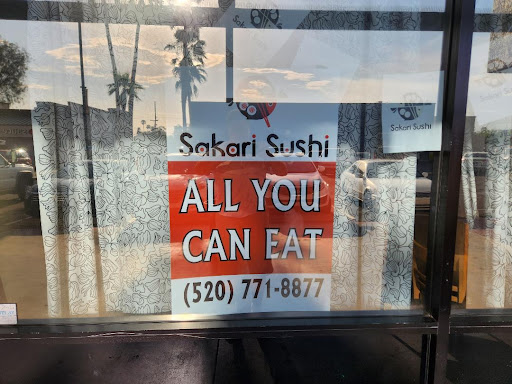 Sakari Sushi
ALL YOU
CAN EAT
(520) 771-8877
Sakari Sushi